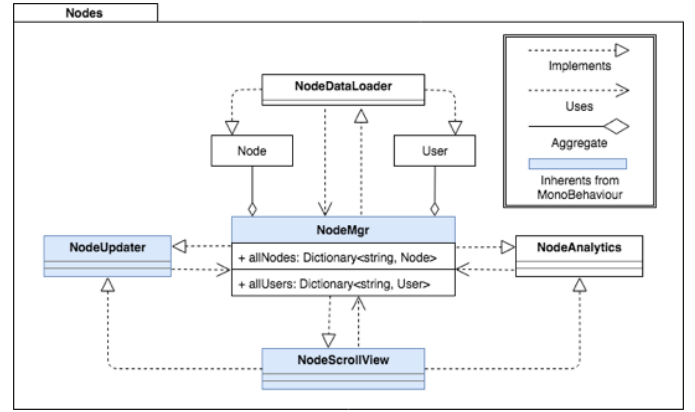 Nodes
Implements
Uses
Aggregate
Inherents from
MonoBehaviour
NodeDataLoader
Node
User
NodeMgr
+ allNodes: Dictionary<string, Node>
+ allUsers: Dictionary<string, User>
NodeUpdater
NodeAnalytics
NodeScrollView